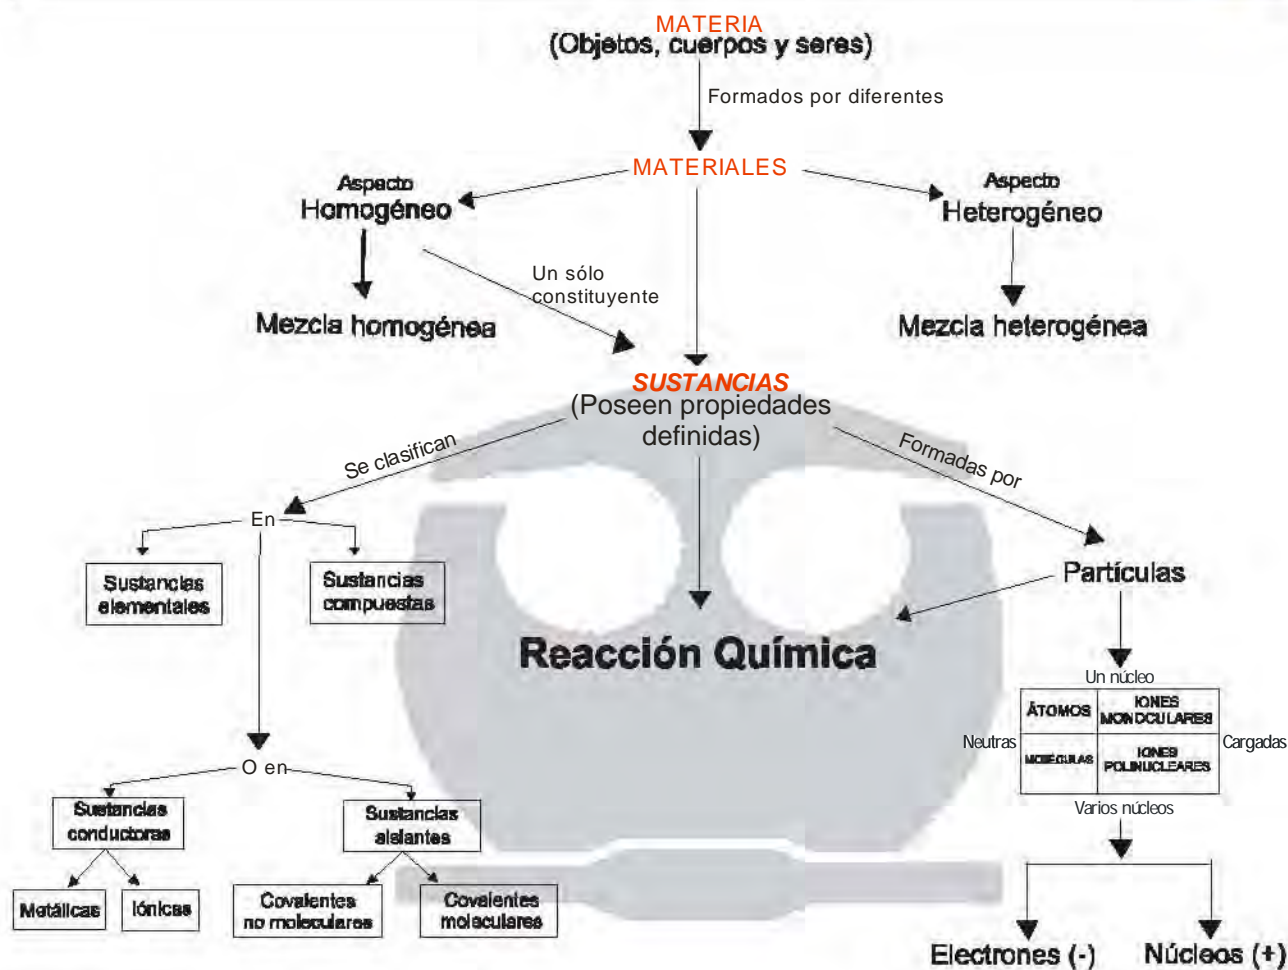 MATERIA
(Objetos, cuerpos y seres)
Formados por diferentes
MATERIALES
Aspecto
Homogéneo
Aspecto
Heterogéneo
Un sólo
constituyente
Mezcla homogénea
Mezcla heterogénea
SUSTANCIAS
(Poseen propiedades
definidas)
Se clasifican
Formadas por
En
Sustancias
elementales
Sustancias
compuestas
Partículas
Reacción Química
Un núcleo
ÁTOMOS
IONES
MONOCULARES
Neutras
Cargadas
MOLÉCULAS
IONES
POLINUCLEARES
Varios núcleos
O en
Sustancias
conductoras
Sustancias
aislantes
Metálicas
Iónicas
Covalentes
no moleculares
Covalentes
moleculares
Electrones (-)
Núcleos (+)